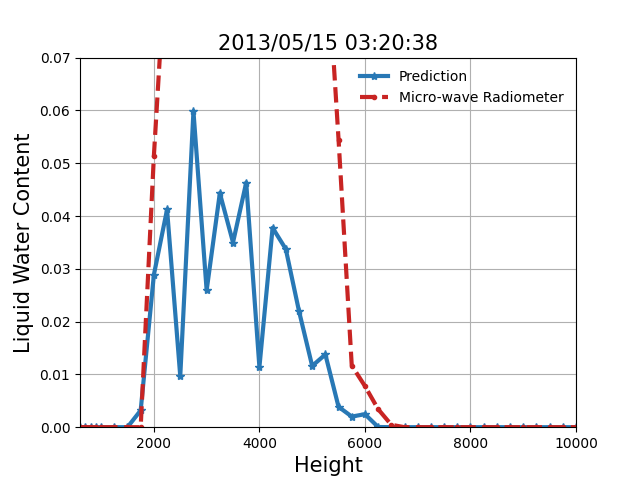 2013/05/15 03:20:38
Liquid Water Content
0.07
0.06
0.05
0.04
0.03
0.02
0.01
0.00
Prediction
Micro-wave Radiometer
2000 4000 6000 8000 10000
Height